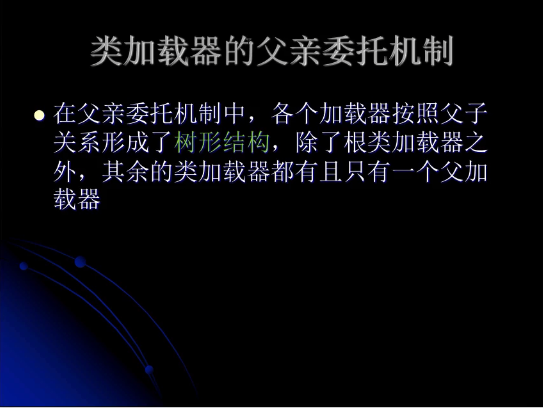 类加载器的父亲委托机制
在父亲委托机制中，各个加载器按照父子
关系形成了树形结构，除了根类加载器之
外，其余的类加载器都有且只有一个父加
载器